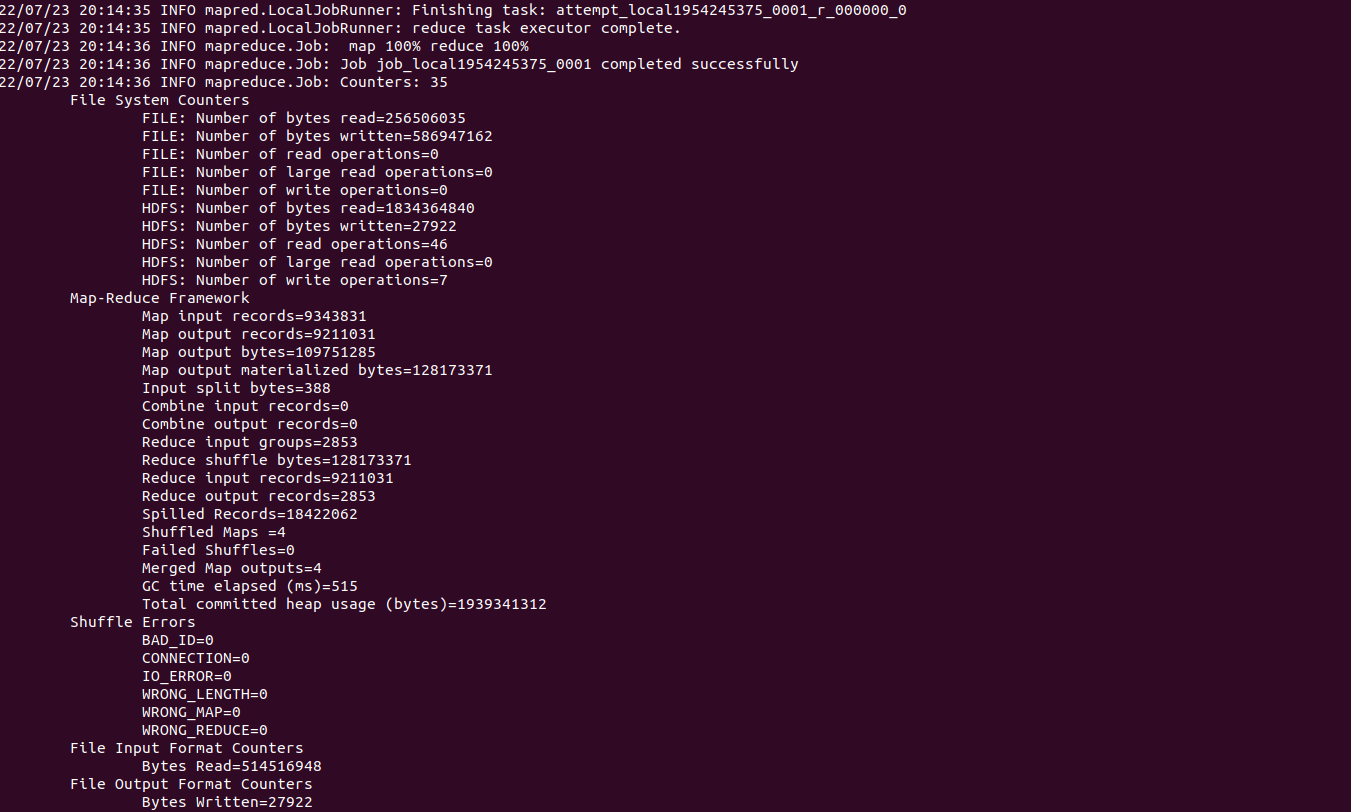 22/07/23 20:14:35 INFO mapred.LocalJobRunner: Finishing task: attempt_local1954245375_0001_r_000000_0
22/07/23 20:14:35 INFO mapred.LocalJobRunner: reduce task executor complete.
22/07/23 20:14:36 INFO mapreduce.Job:  map 100% reduce 100%
22/07/23 20:14:36 INFO mapreduce.Job: Job job_local1954245375_0001 completed successfully
22/07/23 20:14:36 INFO mapreduce.Job: Counters: 35
File System Counters
FILE: Number of bytes read=256506035
FILE: Number of bytes written=586947162
FILE: Number of read operations=0
FILE: Number of large read operations=0
FILE: Number of write operations=0
HDFS: Number of bytes read=1834364840
HDFS: Number of bytes written=27922
HDFS: Number of read operations=46
HDFS: Number of large read operations=0
HDFS: Number of write operations=7
Map-Reduce Framework
Map input records=9343831
Map output records=9211031
Map output bytes=109751285
Map output materialized bytes=128173371
Input split bytes=388
Combine input records=0
Combine output records=0
Reduce input groups=2853
Reduce shuffle bytes=128173371
Reduce input records=9211031
Reduce output records=2853
Spilled Records=18422062
Shuffled Maps =4
Failed Shuffles=0
Merged Map outputs=4
GC time elapsed (ms)=515
Total committed heap usage (bytes)=1939341312
Shuffle Errors
BAD_ID=0
CONNECTION=0
IO_ERROR=0
WRONG_LENGTH=0
WRONG_MAP=0
WRONG_REDUCE=0
File Input Format Counters
Bytes Read=514516948
File Output Format Counters
Bytes Written=27922